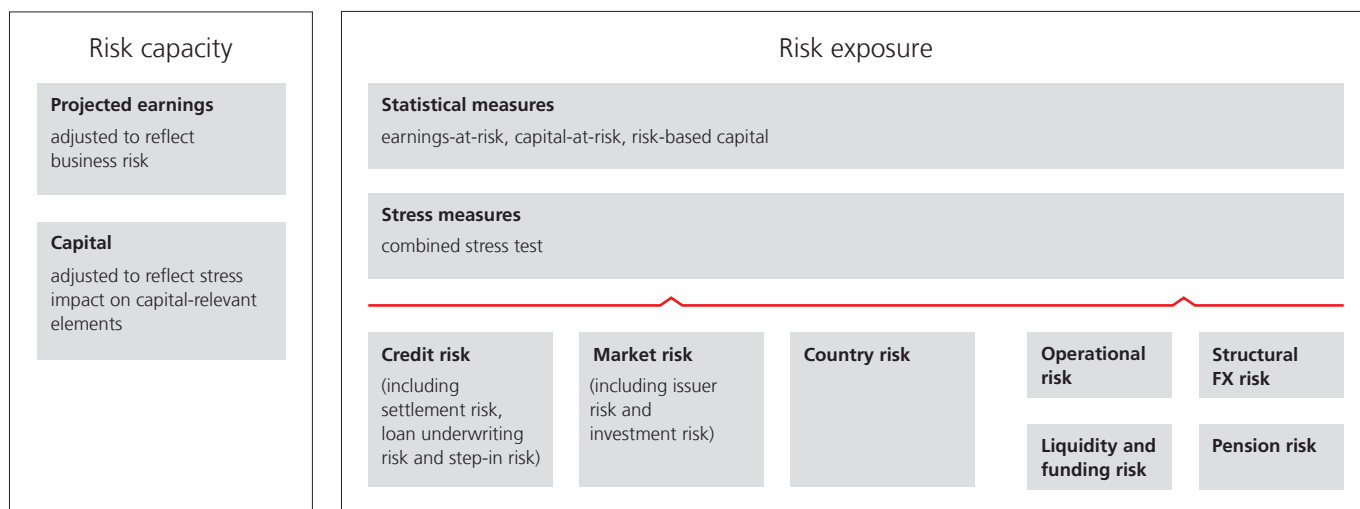 Risk capacity
Projected earnings
adjusted to reflect
business risk
Capital
adjusted to reflect stress
impact on capital-relevant
elements
Risk exposure
Statistical measures
earnings-at-risk, capital-at-risk, risk-based capital
Stress measures
combined stress test
Credit risk
(including
settlement risk,
loan underwriting
risk and step-in risk)
Market risk
(including issuer
risk and
investment risk)
Country risk
Operational
risk
Structural
FX risk
Liquidity and
funding risk
Pension risk